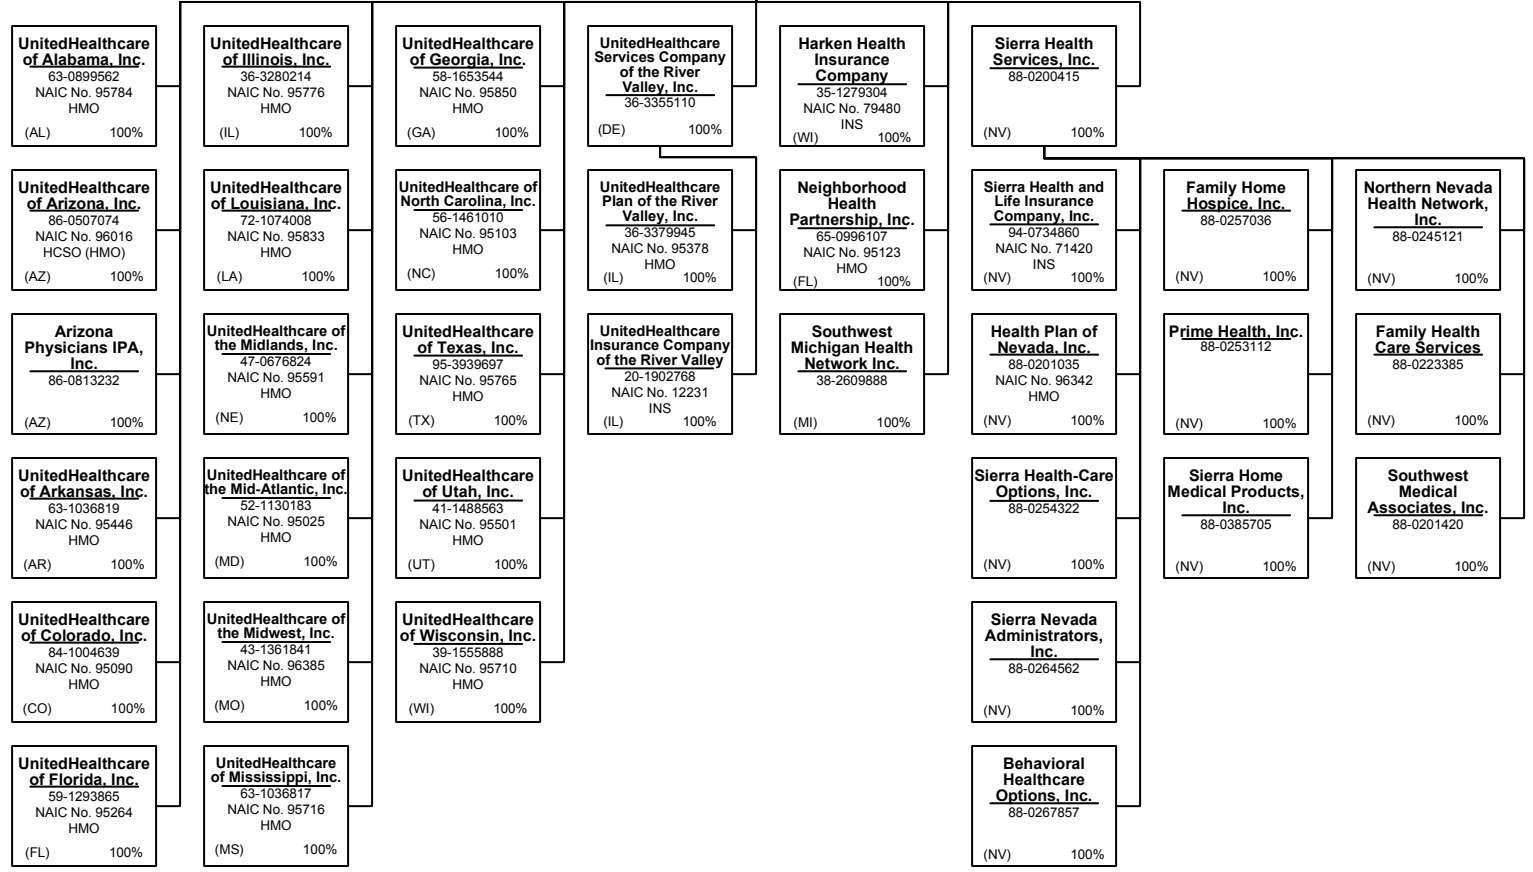 UnitedHealthcare
of Alabama, Inc.
63-0899562
NAIC No. 95784
HMO
(AL) 100%
UnitedHealthcare
of Illinois, Inc.
36-3280214
NAIC No. 95776
HMO
(IL) 100%
UnitedHealthcare
of Georgia, Inc.
58-1653544
NAIC No. 95850
HMO
(GA) 100%
UnitedHealthcare
Services Company
of the River
Valley, Inc.
36-3355110
(DE) 100%
Harken Health
Insurance
Company
35-1279304
NAIC No. 79480
INS
(WI) 100%
Sierra Health
Services, Inc.
88-0200415
(NV) 100%
UnitedHealthcare
of Arizona, Inc.
86-0507074
NAIC No. 96016
HCSO (HMO)
(AZ) 100%
UnitedHealthcare
of Louisiana, Inc.
72-1074008
NAIC No. 95833
HMO
(LA) 100%
UnitedHealthcare of
North Carolina, Inc.
56-1461010
NAIC No. 95103
HMO
(NC) 100%
UnitedHealthcare
Plan of the River
Valley, Inc.
36-3379945
NAIC No. 95378
HMO
(IL) 100%
Neighborhood
Health
Partnership, Inc.
65-0996107
NAIC No. 95123
HMO
(FL) 100%
Sierra Health and
Life Insurance
Company, Inc.
94-0734860
NAIC No. 71420
INS
(NV) 100%
Family Home
Hospice, Inc.
88-0257036
(NV) 100%
Northern Nevada
Health Network,
Inc.
88-0245121
(NV) 100%
Arizona
Physicians IPA,
Inc.
86-0813232
(AZ) 100%
UnitedHealthcare of
the Midlands, Inc.
47-0676824
NAIC No. 95591
HMO
(NE) 100%
UnitedHealthcare
of Texas, Inc.
95-3939697
NAIC No. 95765
HMO
(TX) 100%
UnitedHealthcare
Insurance Company
of the River Valley
20-1902768
NAIC No. 12231
INS
(IL) 100%
Southwest
Michigan Health
Network Inc.
38-2609888
(MI) 100%
Health Plan of
Nevada, Inc.
88-0201035
NAIC No. 96342
HMO
(NV) 100%
Prime Health, Inc.
88-0253112
(NV) 100%
Family Health
Care Services
88-0223385
(NV) 100%
UnitedHealthcare
of Arkansas, Inc.
63-1036819
NAIC No. 95446
HMO
(AR) 100%
UnitedHealthcare of
the Mid-Atlantic, Inc.
52-1130183
NAIC No. 95025
HMO
(MD) 100%
UnitedHealthcare
of Utah, Inc.
41-1488563
NAIC No. 95501
HMO
(UT) 100%
Sierra Health-Care
Options, Inc.
88-0254322
(NV) 100%
Sierra Home
Medical Products,
Inc.
88-0385705
(NV) 100%
Southwest
Medical
Associates, Inc.
88-0201420
(NV) 100%
UnitedHealthcare
of Colorado, Inc.
84-1004639
NAIC No. 95090
HMO
(CO) 100%
UnitedHealthcare of
the Midwest, Inc.
43-1361841
NAIC No. 96385
HMO
(MO) 100%
UnitedHealthcare
of Wisconsin, Inc.
39-1555888
NAIC No. 95710
HMO
(WI) 100%
Sierra Nevada
Administrators,
Inc.
88-0264562
(NV) 100%
UnitedHealthcare
of Florida, Inc.
59-1293865
NAIC No. 95264
HMO
(FL) 100%
UnitedHealthcare
of Mississippi, Inc.
63-1036817
NAIC No. 95716
HMO
(MS) 100%
Behavioral
Healthcare
Options, Inc.
88-0267857
(NV) 100%